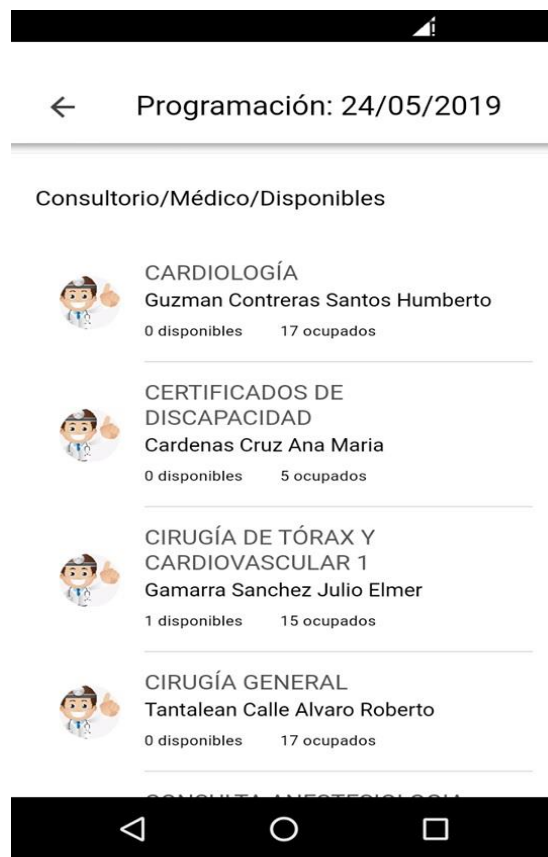 Programación: 24/05/2019
Consultorio/Médico/Disponibles
CARDIOLOGÍA
Guzman Contreras Santos Humberto
0 disponibles 17 ocupados
CERTIFICADOS DE
DISCAPACIDAD
Cardenas Cruz Ana Maria
0 disponibles 5 ocupados
CIRUGÍA DE TÓRAX Y
CARDIOVASCULAR 1
Gamarra Sanchez Julio Elmer
1 disponibles 15 ocupados
CIRUGÍA GENERAL
Tantalean Calle Alvaro Roberto
0 disponibles 17 ocupados